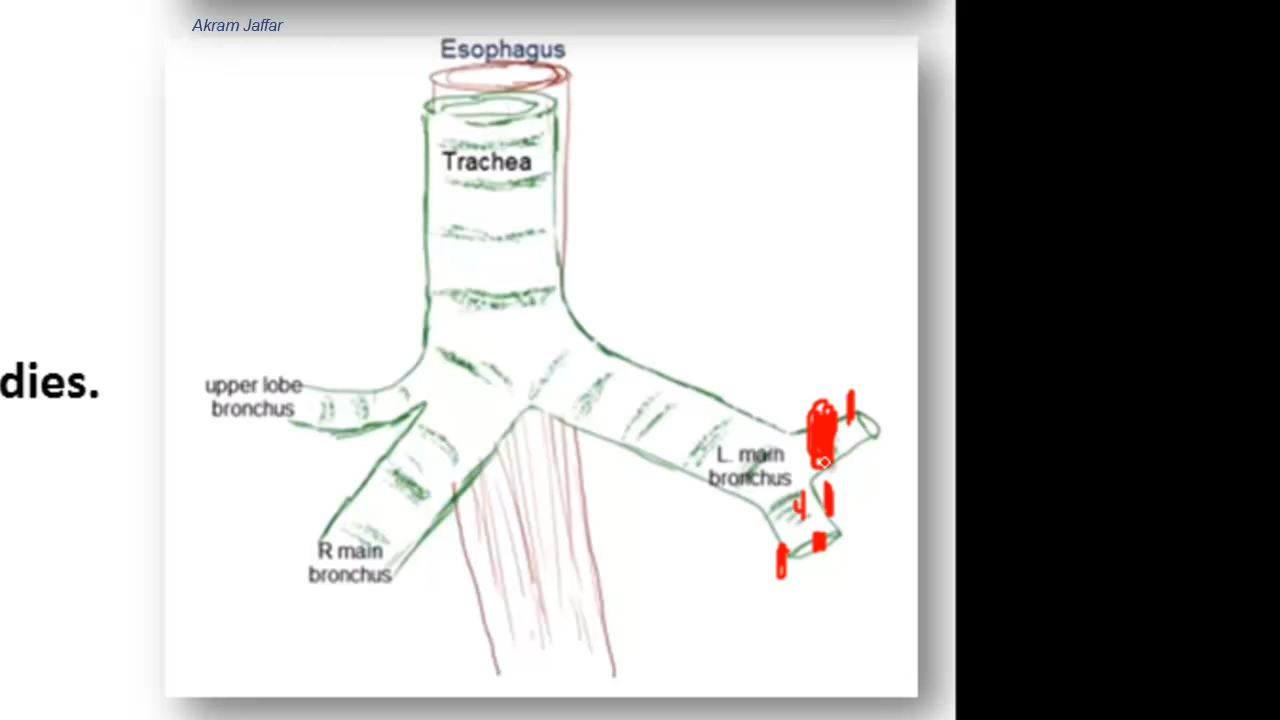 Akram Jaffar
Esophagus
Trachea
dies.
upper lobe
bronchus
L. main
bronchus
R main
bronchus